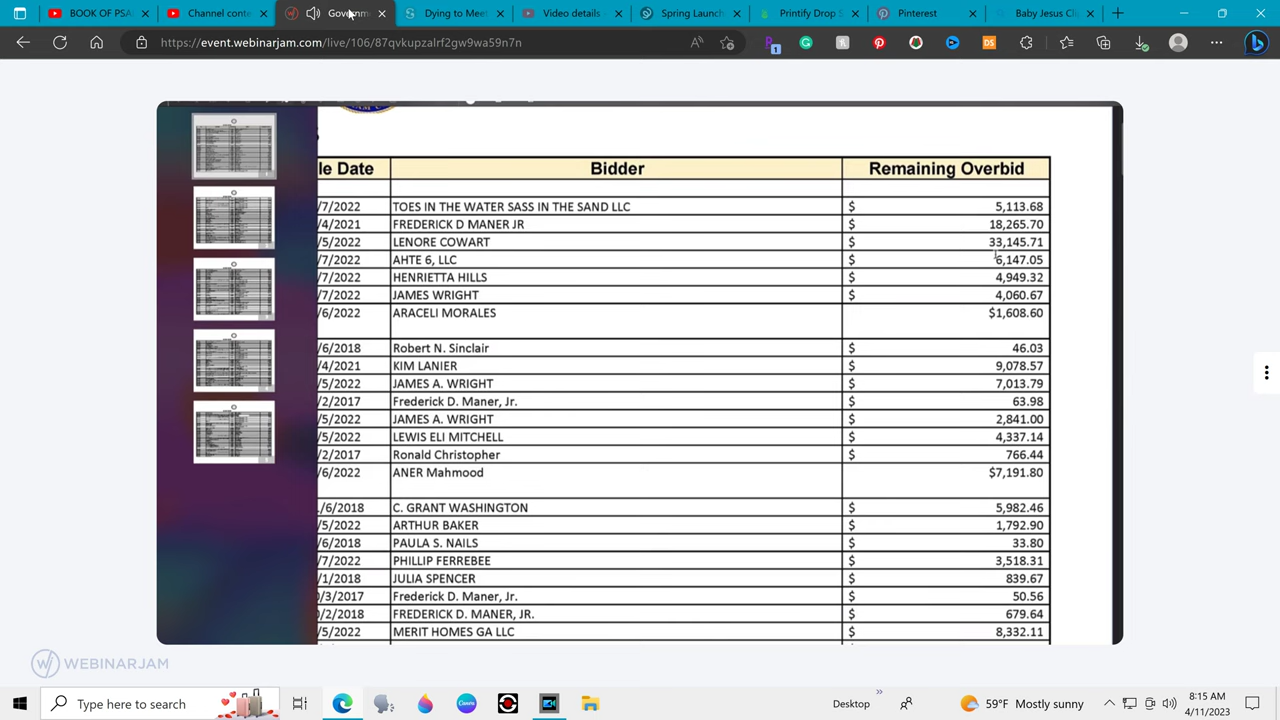 BOOK OF PSA
Channel conte
Governm
Dying to Meet
Video details
Spring Launch
Printify Drop S
Pinterest
Baby Jesus Cli
https://event.webinarjam.com/live/106/87qvkupzalrf2gw9wa59n7n
le Date Bidder Remaining Overbid
/7/2022 TOES IN THE WATER SASS IN THE SAND LLC $ 5,113.68
/4/2021 FREDERICK D MANER JR $ 18,265.70
/5/2022 LENORE COWART $ 33,145.71
/7/2022 AHTE 6, LLC $ 6,147.05
/7/2022 HENRIETTA HILLS $ 4,949.32
/7/2022 JAMES WRIGHT $ 4,060.67
/6/2022 ARACELI MORALES $1,608.60
/6/2018 Robert N. Sinclair $ 46.03
/4/2021 KIM LANIER $ 9,078.57
/5/2022 JAMES A. WRIGHT $ 7,013.79
/2/2017 Frederick D. Maner, Jr. $ 63.98
/5/2022 JAMES A. WRIGHT $ 2,841.00
/5/2022 LEWIS ELI MITCHELL $ 4,337.14
/2/2017 Ronald Christopher $ 766.44
/6/2022 ANER Mahmood $7,191.80
/6/2018 C. GRANT WASHINGTON $ 5,982.46
/5/2022 ARTHUR BAKER $ 1,792.90
/6/2018 PAULA S. NAILS $ 33.80
/7/2022 PHILLIP FERREBEE $ 3,518.31
/1/2018 JULIA SPENCER $ 839.67
/3/2017 Frederick D. Maner, Jr. $ 50.56
/2/2018 FREDERICK D. MANER, JR. $ 679.64
/5/2022 MERIT HOMES GA LLC $ 8,332.11
WEBINARJAM
Type here to search
Canva
Desktop
59°F Mostly sunny
8:15 AM
4/11/2023